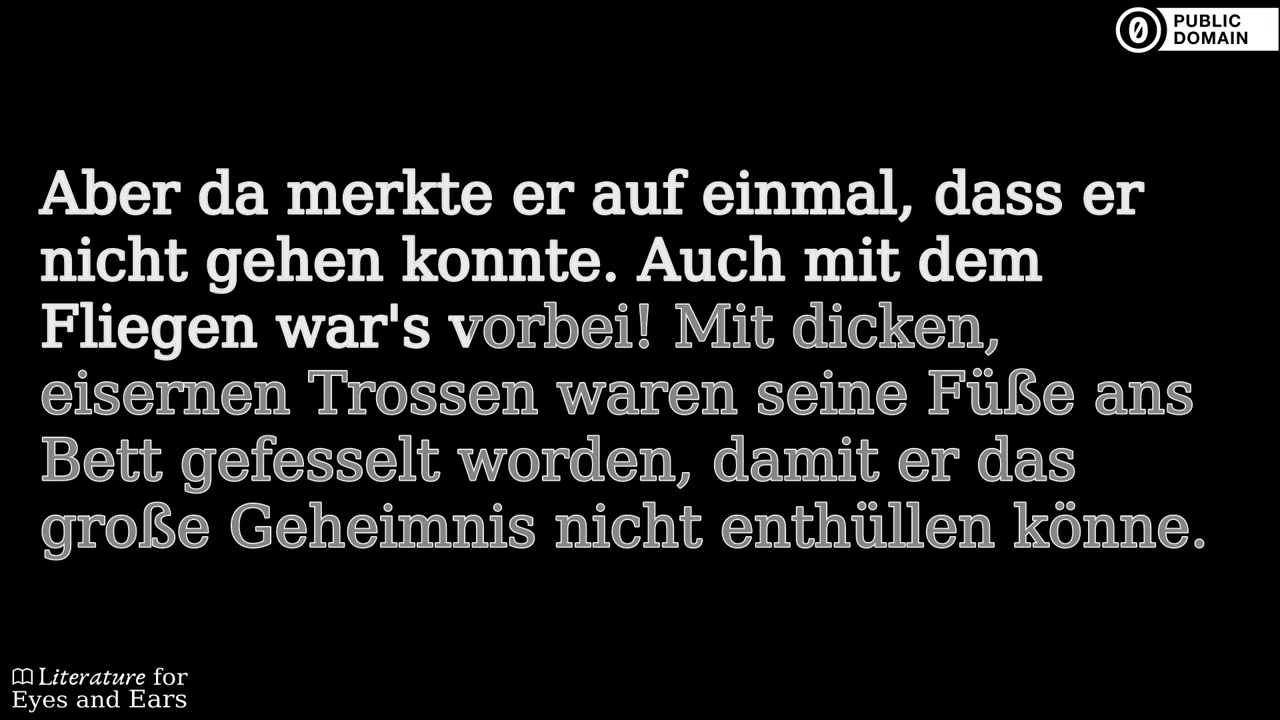 PUBLIC
DOMAIN
Aber da merkte er auf einmal, dass er
nicht gehen konnte. Auch mit dem
Fliegen war's vorbei! Mit dicken,
eisernen Trossen waren seine Füße ans
Bett gefesselt worden, damit er das
große Geheimnis nicht enthüllen könne.
Literature for
Eyes and Ears